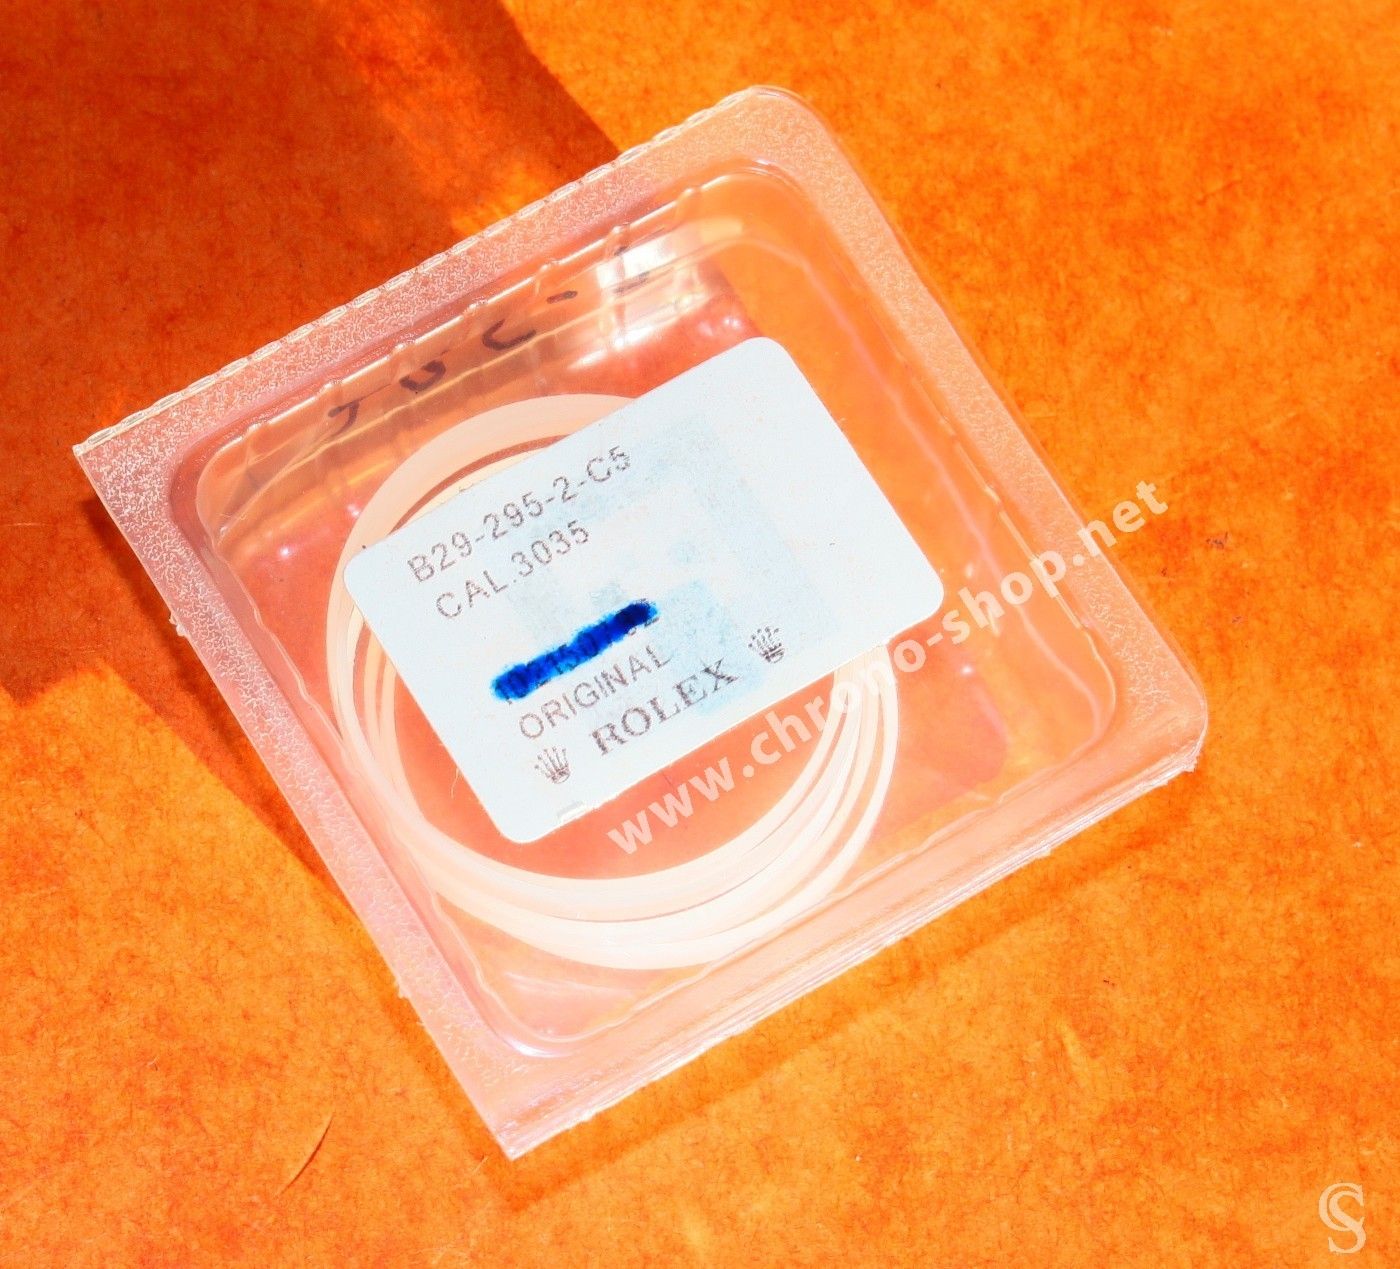 B29-295-2-C5
CAL.3035
ORIGINAL
ROLEX
www.chrono-shop.net